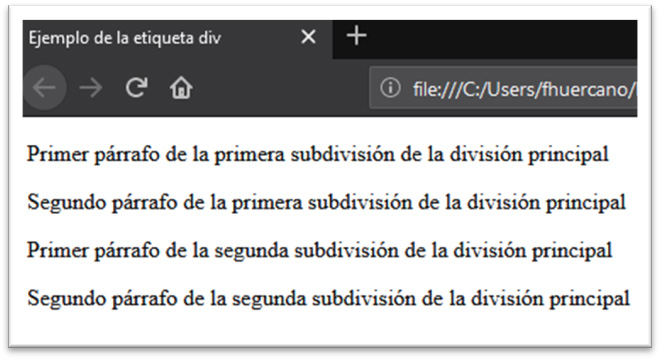 Ejemplo de la etiqueta div
file:///C:/Users/fhuercano/
Primer párrafo de la primera subdivisión de la división principal
Segundo párrafo de la primera subdivisión de la división principal
Primer párrafo de la segunda subdivisión de la división principal
Segundo párrafo de la segunda subdivisión de la división principal